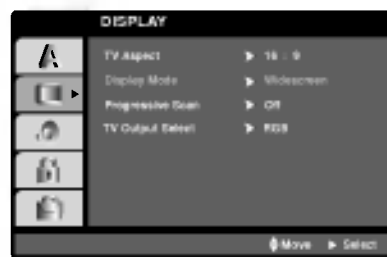 DISPLAY
TV Aspect 16 : 9
Display Mode Widescreen
Progressive Scan Off
TV Output Select RGB
Move Select